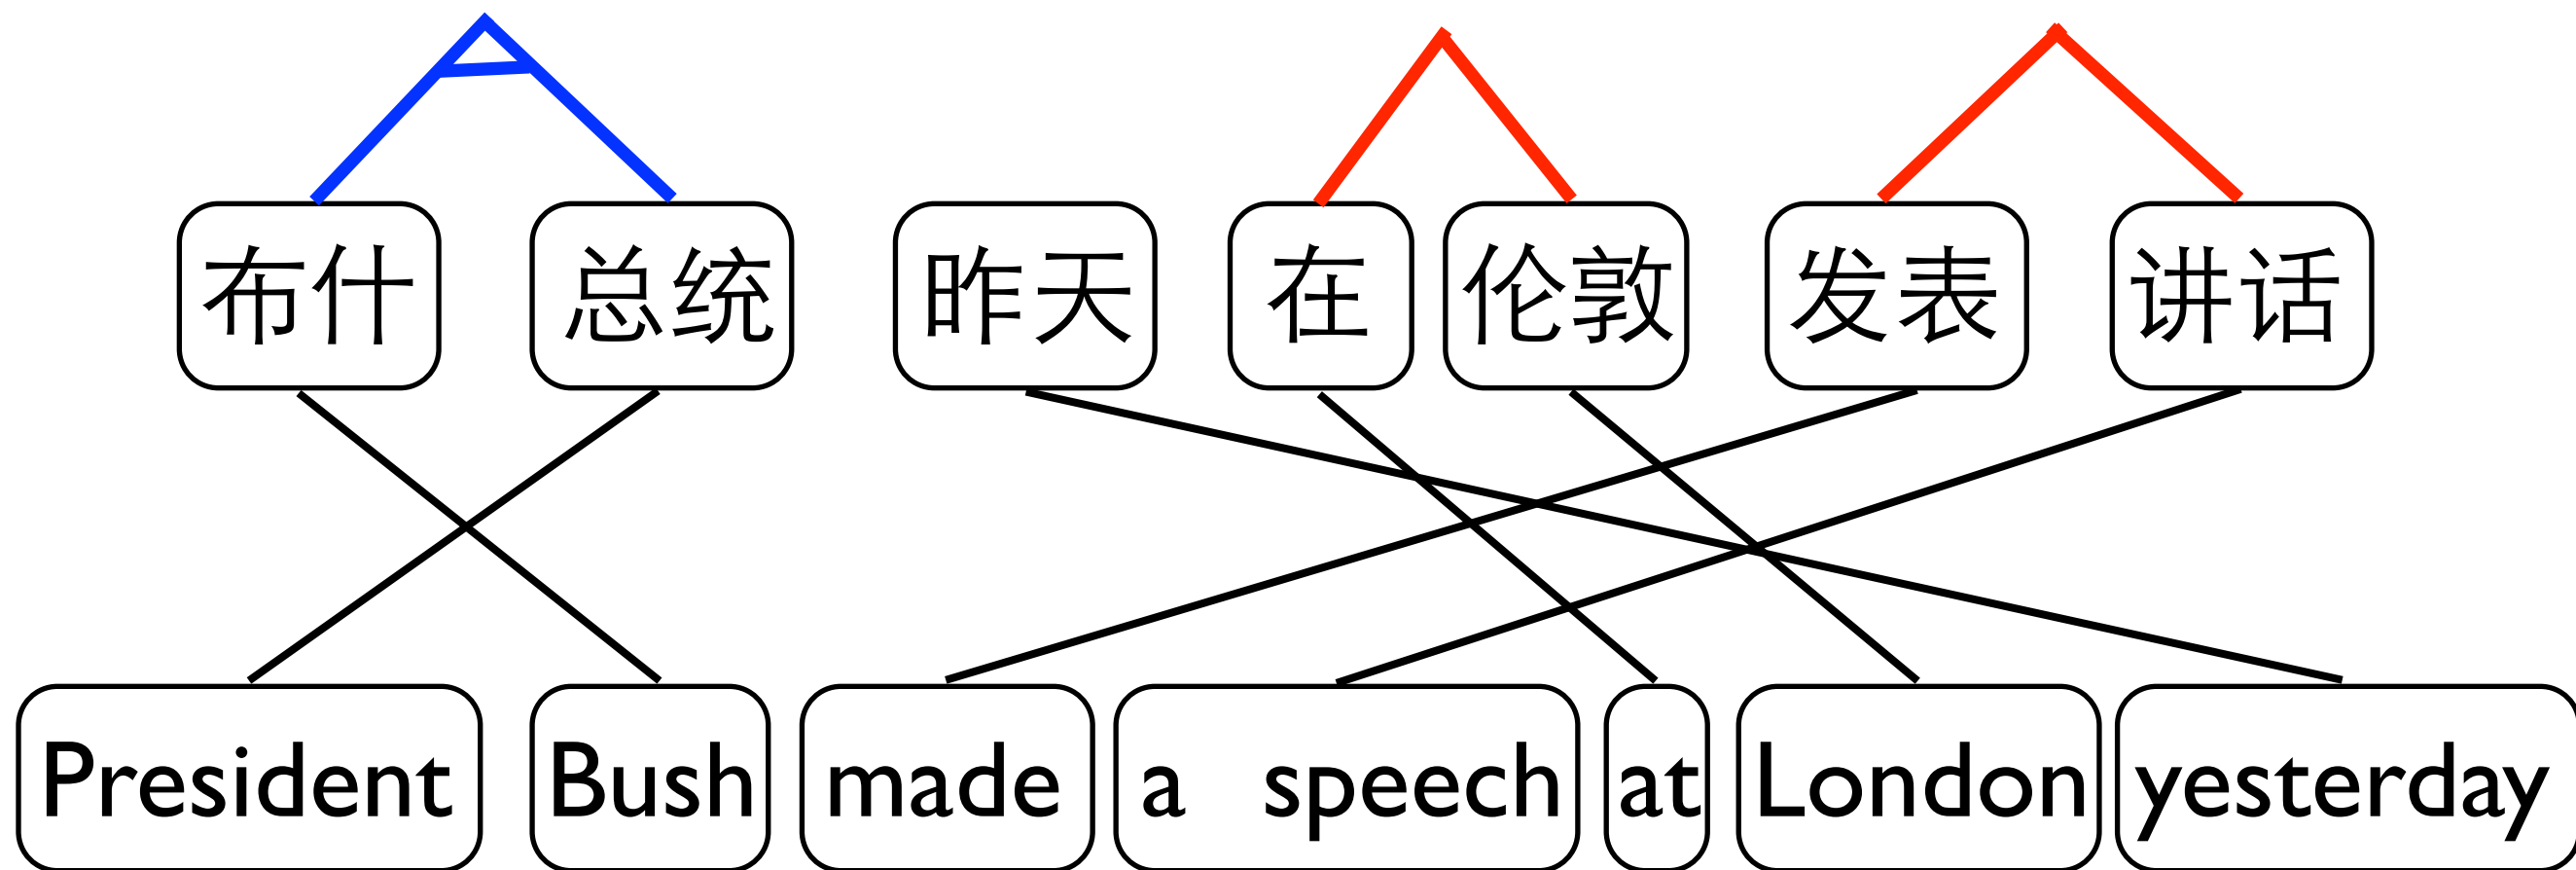 布什 总统 昨天 在 伦敦 发表 讲话
President Bush made a speech at London yesterday